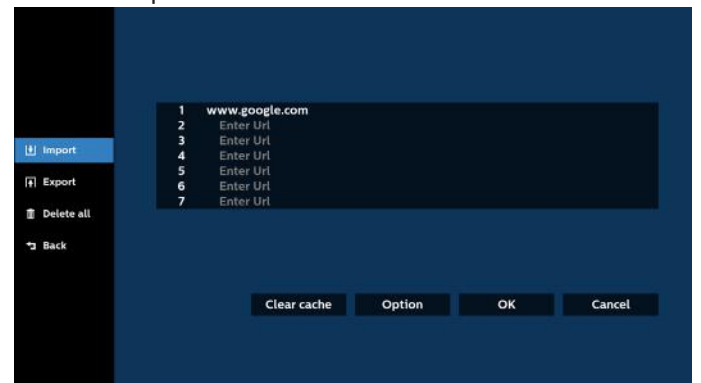 Import
Export
Delete all
Back
1 www.google.com
2 Enter Url
3 Enter Url
4 Enter Url
5 Enter Url
6 Enter Url
7 Enter Url
Clear cache Option OK Cancel